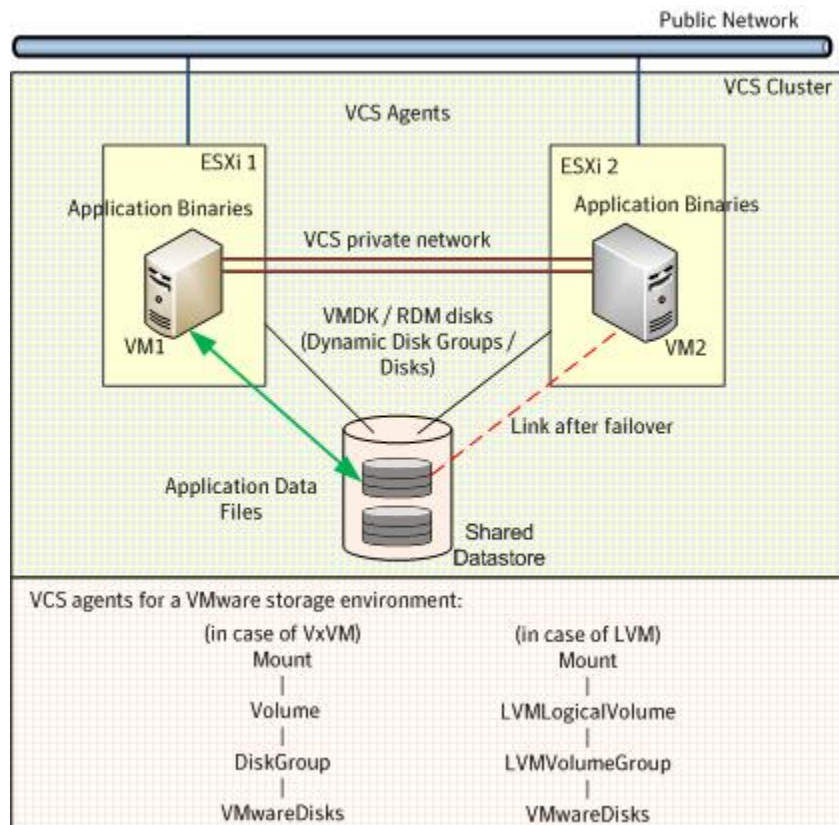 Public Network
VCS Cluster
VCS Agents
ESXi 1
ESXi 2
Application Binaries
Application Binaries
VCS private network
VM1
VMDK / RDM disks
(Dynamic Disk Groups /
Disks)
VM2
Link after failover
Application Data
Files
Shared
Datastore
VCS agents for a VMware storage environment:
(in case of VxVM)
Mount
|
Volume
|
DiskGroup
|
VMwareDisks
(in case of LVM)
Mount
|
LVMLogicalVolume
|
LVMVolumeGroup
|
VMwareDisks